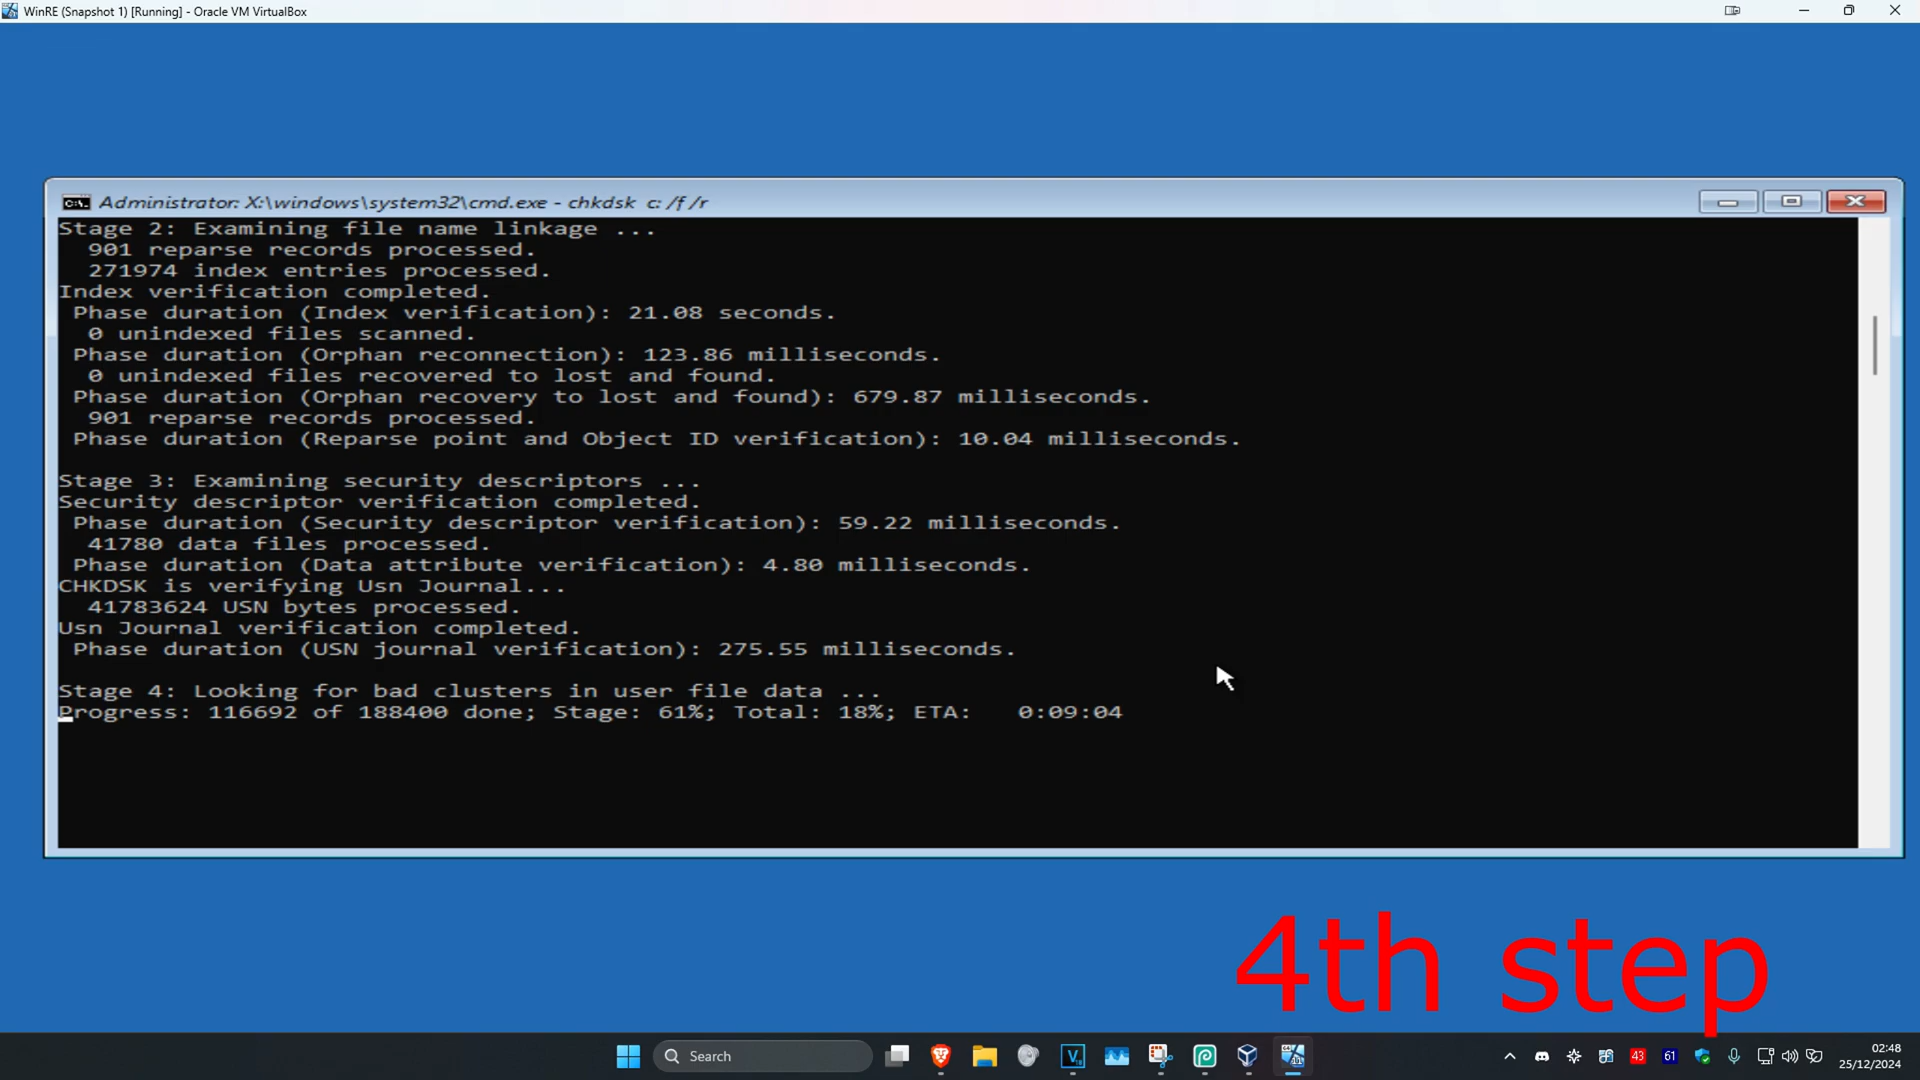 WinRE (Snapshot 1) [Running] - Oracle VM VirtualBox
Administrator: X:\windows\system32\cmd.exe - chkdsk  c: /f /r
Stage 2: Examining file name linkage ...
901 reparse records processed.
271974 index entries processed.
Index verification completed.
Phase duration (Index verification): 21.08 seconds.
0 unindexed files scanned.
Phase duration (Orphan reconnection): 123.86 milliseconds.
0 unindexed files recovered to lost and found.
Phase duration (Orphan recovery to lost and found): 679.87 milliseconds.
901 reparse records processed.
Phase duration (Reparse point and Object ID verification): 10.04 milliseconds.
Stage 3: Examining security descriptors ...
Security descriptor verification completed.
Phase duration (Security descriptor verification): 59.22 milliseconds.
41780 data files processed.
Phase duration (Data attribute verification): 4.80 milliseconds.
CHKDSK is verifying Usn Journal...
41783624 USN bytes processed.
Usn Journal verification completed.
Phase duration (USN journal verification): 275.55 milliseconds.
Stage 4: Looking for bad clusters in user file data ...
Progress: 116692 of 188400 done; Stage: 61%; Total: 18%; ETA:   0:09:04
4th step
Search
43
61
02:48
25/12/2024